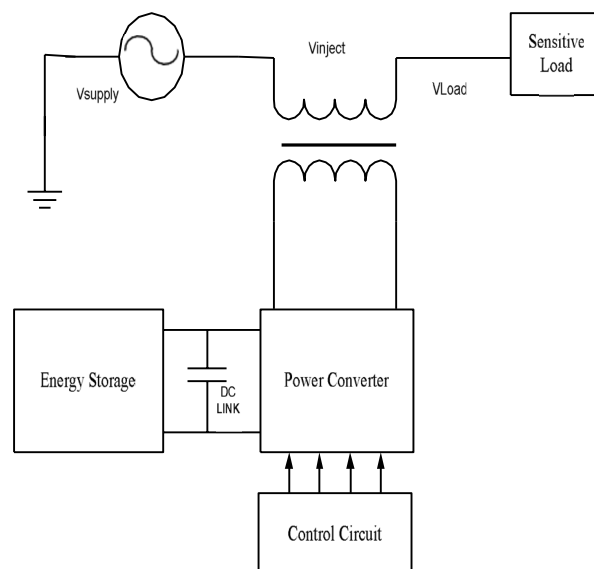 Vinject
Sensitive
Load
Vsupply
VLoad
Energy Storage
DC
LINK
Power Converter
Control Circuit